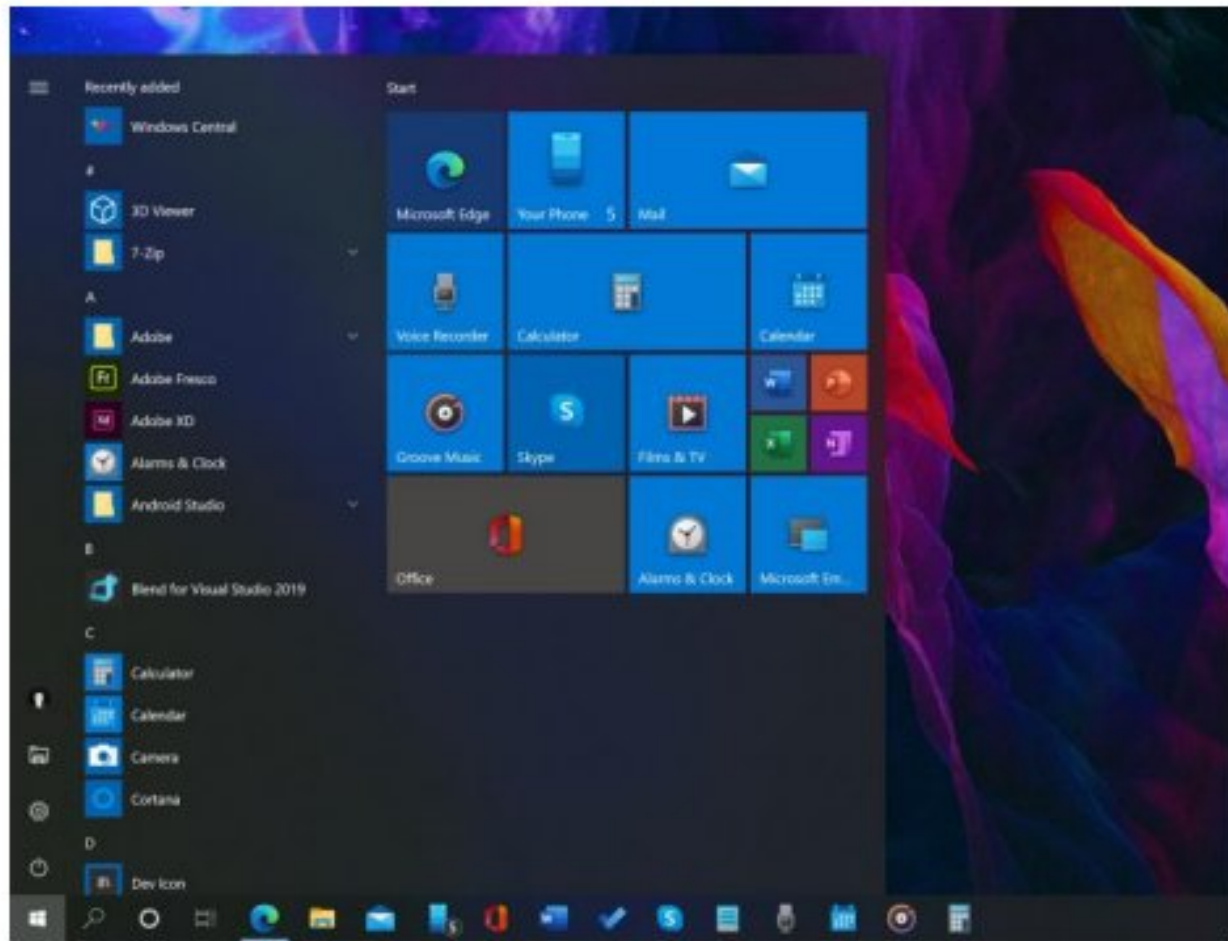 Recently added
Windows Central
#
3D Viewer
7-Zip
A
Adobe
Adobe Fresco
Adobe XD
Alarms & Clock
Android Studio
B
Blend for Visual Studio 2019
C
Calculator
Calendar
Camera
Cortana
D
Dev Icon
Start
Microsoft Edge
Your Phone 5
Mail
Voice Recorder
Calculator
Calendar
Groove Music
Skype
Films & TV
Office
Alarms & Clock
Microsoft Em...